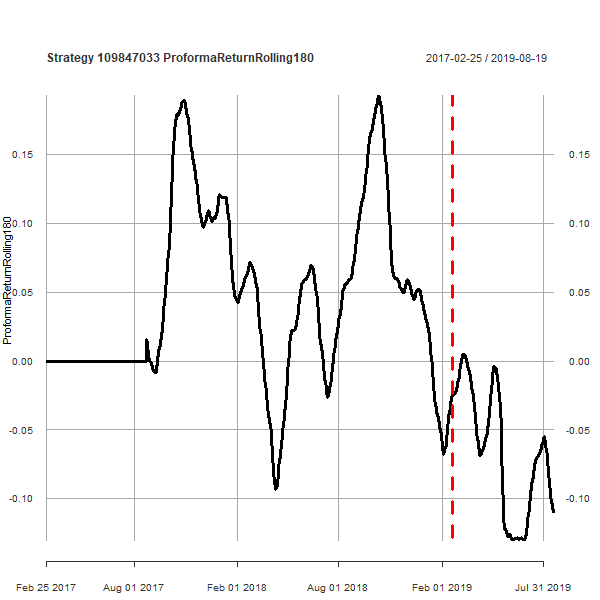 Strategy 109847033 ProformaReturnRolling180
2017-02-25 / 2019-08-19
ProformaReturnRolling180
0.15 0.15
0.10 0.10
0.05 0.05
0.00 0.00
-0.05 -0.05
-0.10 -0.10
Feb 25 2017 Aug 01 2017 Feb 01 2018 Aug 01 2018 Feb 01 2019 Jul 31 2019